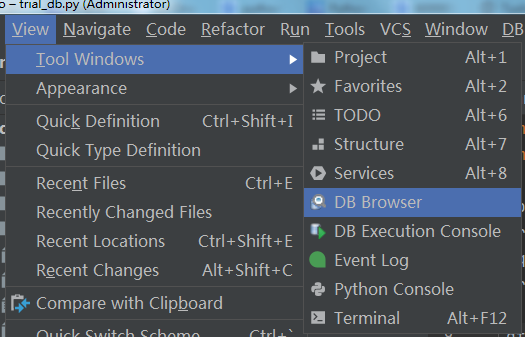 o – trial_db.py (Administrator)
View Navigate Code Refactor Run Tools VCS Window DB
Tool Windows
Appearance
Quick Definition Ctrl+Shift+I
Quick Type Definition
Recent Files Ctrl+E
Recently Changed Files
Recent Locations Ctrl+Shift+E
Recent Changes Alt+Shift+C
Compare with Clipboard
Quick Switch Scheme Ctrl+`
Project Alt+1
Favorites Alt+2
TODO Alt+6
Structure Alt+7
Services Alt+8
DB Browser
DB Execution Console
Event Log
Python Console
Terminal Alt+F12